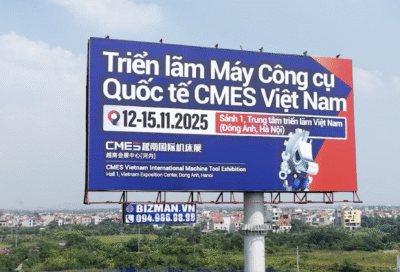 Triển lãm Máy Công cụ
Quốc tế CMES Việt Nam
12-15.11.2025
Sảnh 1, Trung tâm triển lãm Việt Nam
(Đông Anh, Hà Nội)
CMES 越南国际机床展
越南会展中心(河内)
CMES Vietnam International Machine Tool Exhibition
Hall 1, Vietnam Exposition Center, Dong Anh, Hanoi
BIZMAN.VN
094.986.98.98